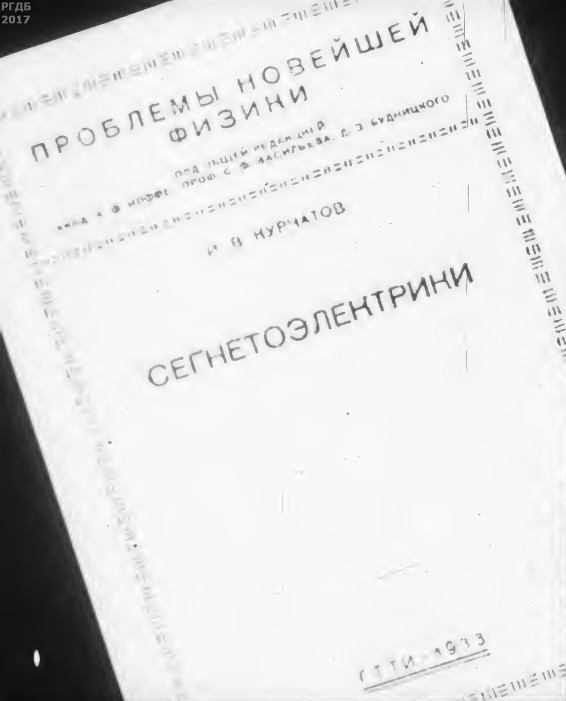 РГДБ
2017
ПРОБЛЕМЫ НОВЕЙШЕЙ
ФИЗИКИ
ПОД ОБЩЕЙ РЕДАКЦИЕЙ
АКАД А Ф ИОФФЕ, ПРОФ. С. Ф. ВАСИЛЬЕВА, Д. З. БУДНИЦКОГО
И В КУРЧАТОВ
СЕГНЕТОЭЛЕКТРИКИ
ГТТИ-1933